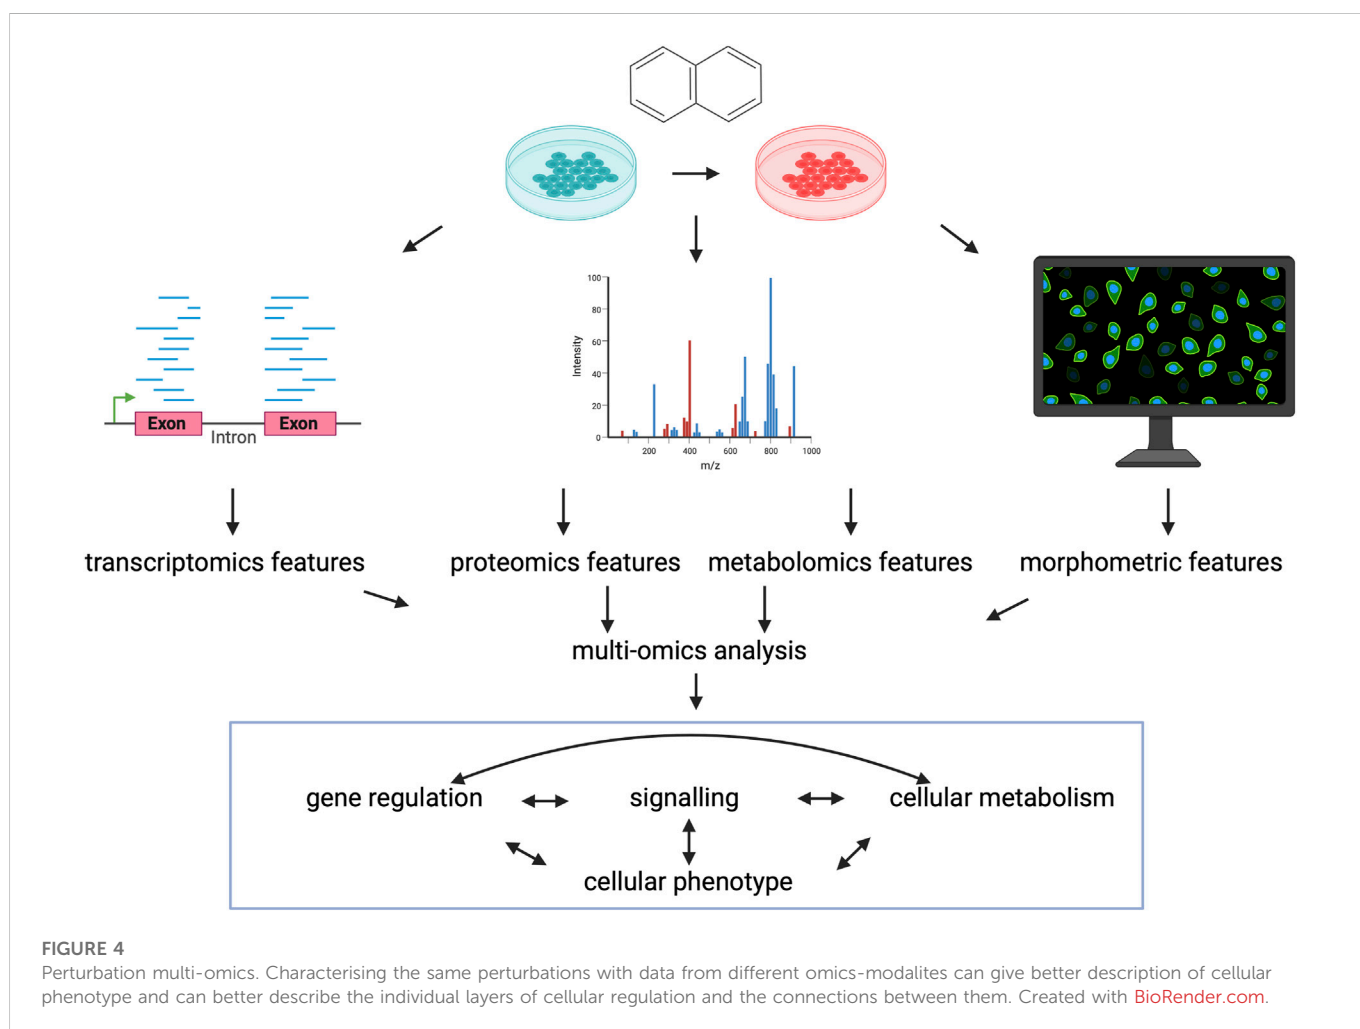 100
80
60
40
20
0
Intensity
200
400
600
800
1000
m/z
Exon
Exon
Intron
transcriptomics features
proteomics features
metabolomics features
morphometric features
multi-omics analysis
gene regulation
signalling
cellular metabolism
cellular phenotype
FIGURE 4
Perturbation multi-omics. Characterising the same perturbations with data from different omics-modalites can give better description of cellular
phenotype and can better describe the individual layers of cellular regulation and the connections between them. Created with BioRender.com.